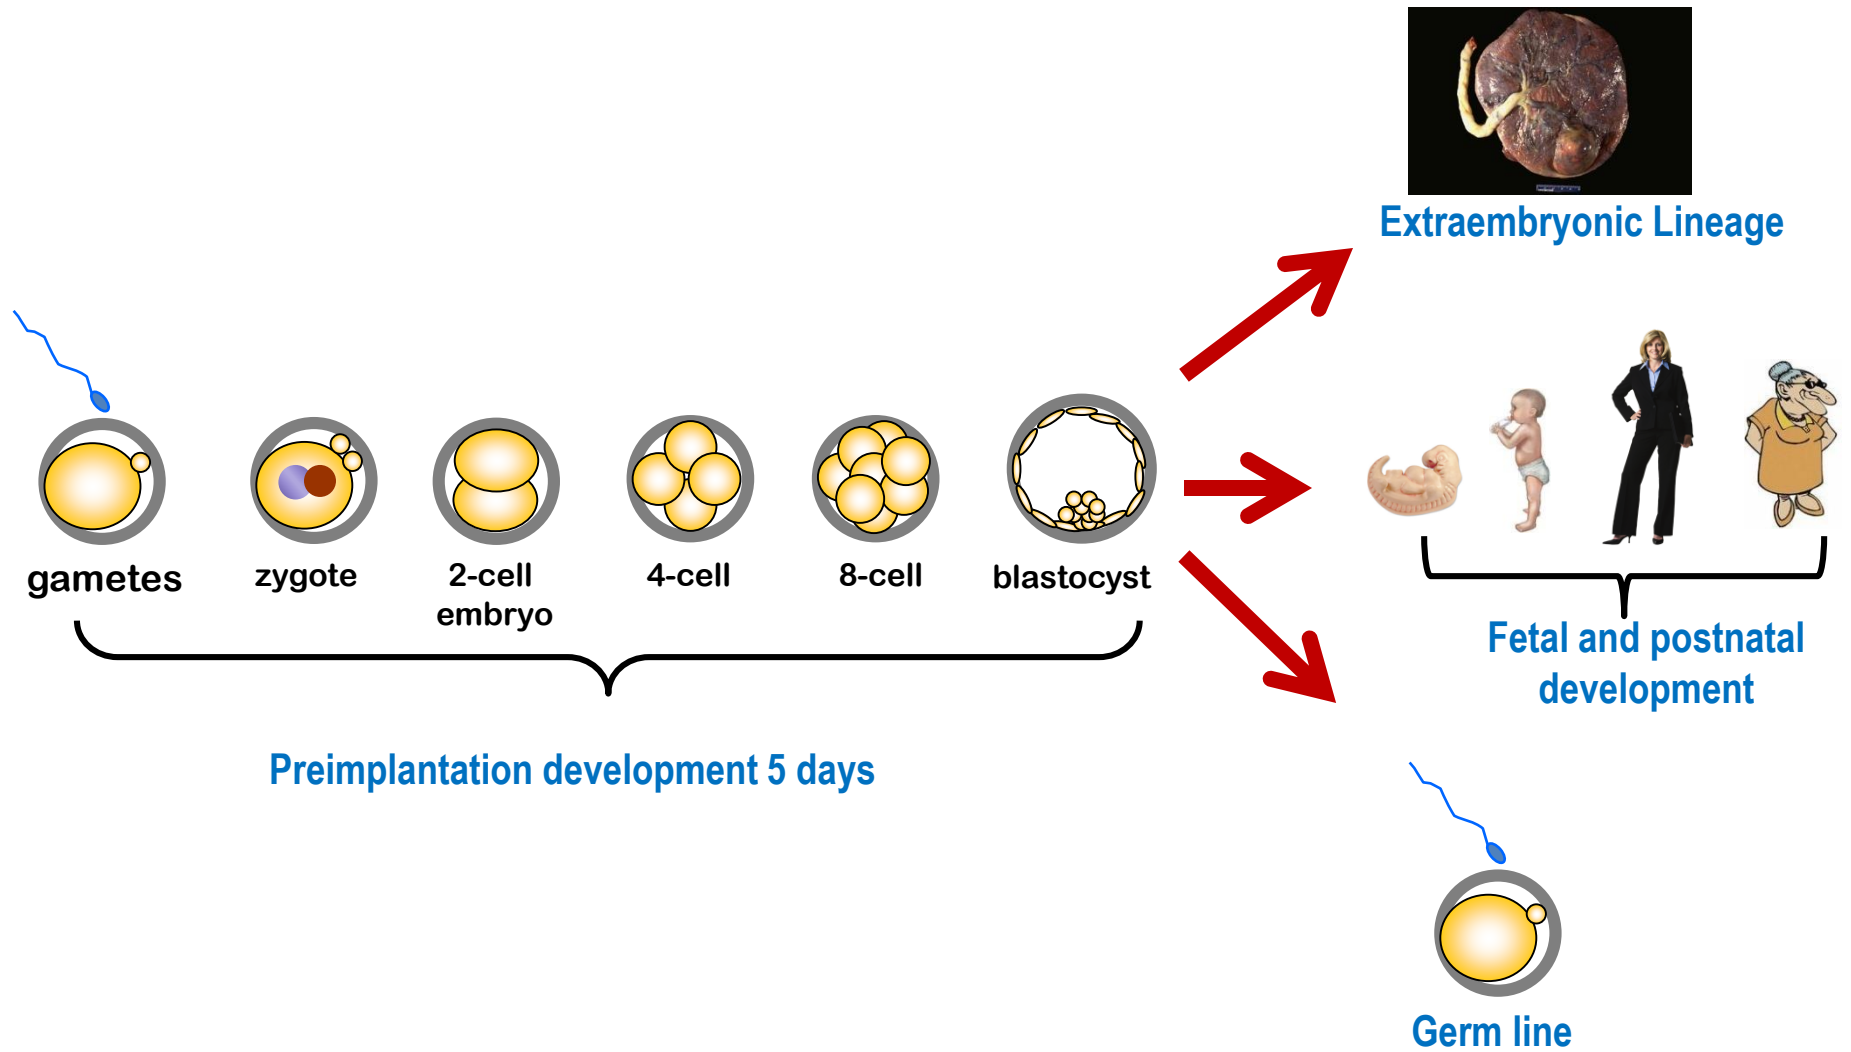 Extraembryonic Lineage
gametes
zygote
2-cell
embryo
4-cell
8-cell
blastocyst
Fetal and postnatal
development
Preimplantation development 5 days
Germ line